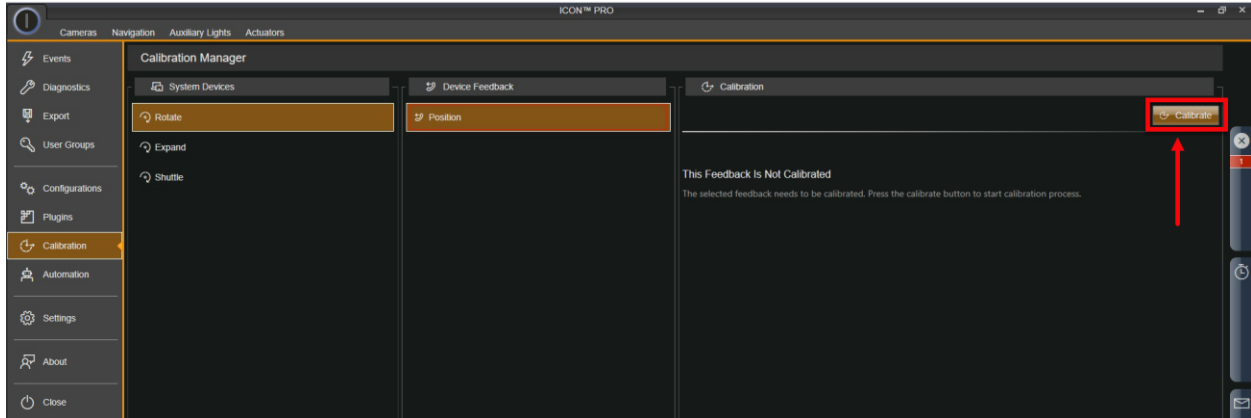 ICON™ PRO
Cameras Navigation Auxiliary Lights Actuators
Events
Diagnostics
Export
User Groups
Configurations
Plugins
Calibration
Automation
Settings
About
Close
Calibration Manager
System Devices
Rotate
Expand
Shuttle
Device Feedback
Position
Calibration
Calibrate
This Feedback Is Not Calibrated
The selected feedback needs to be calibrated. Press the calibrate button to start calibration process.
1